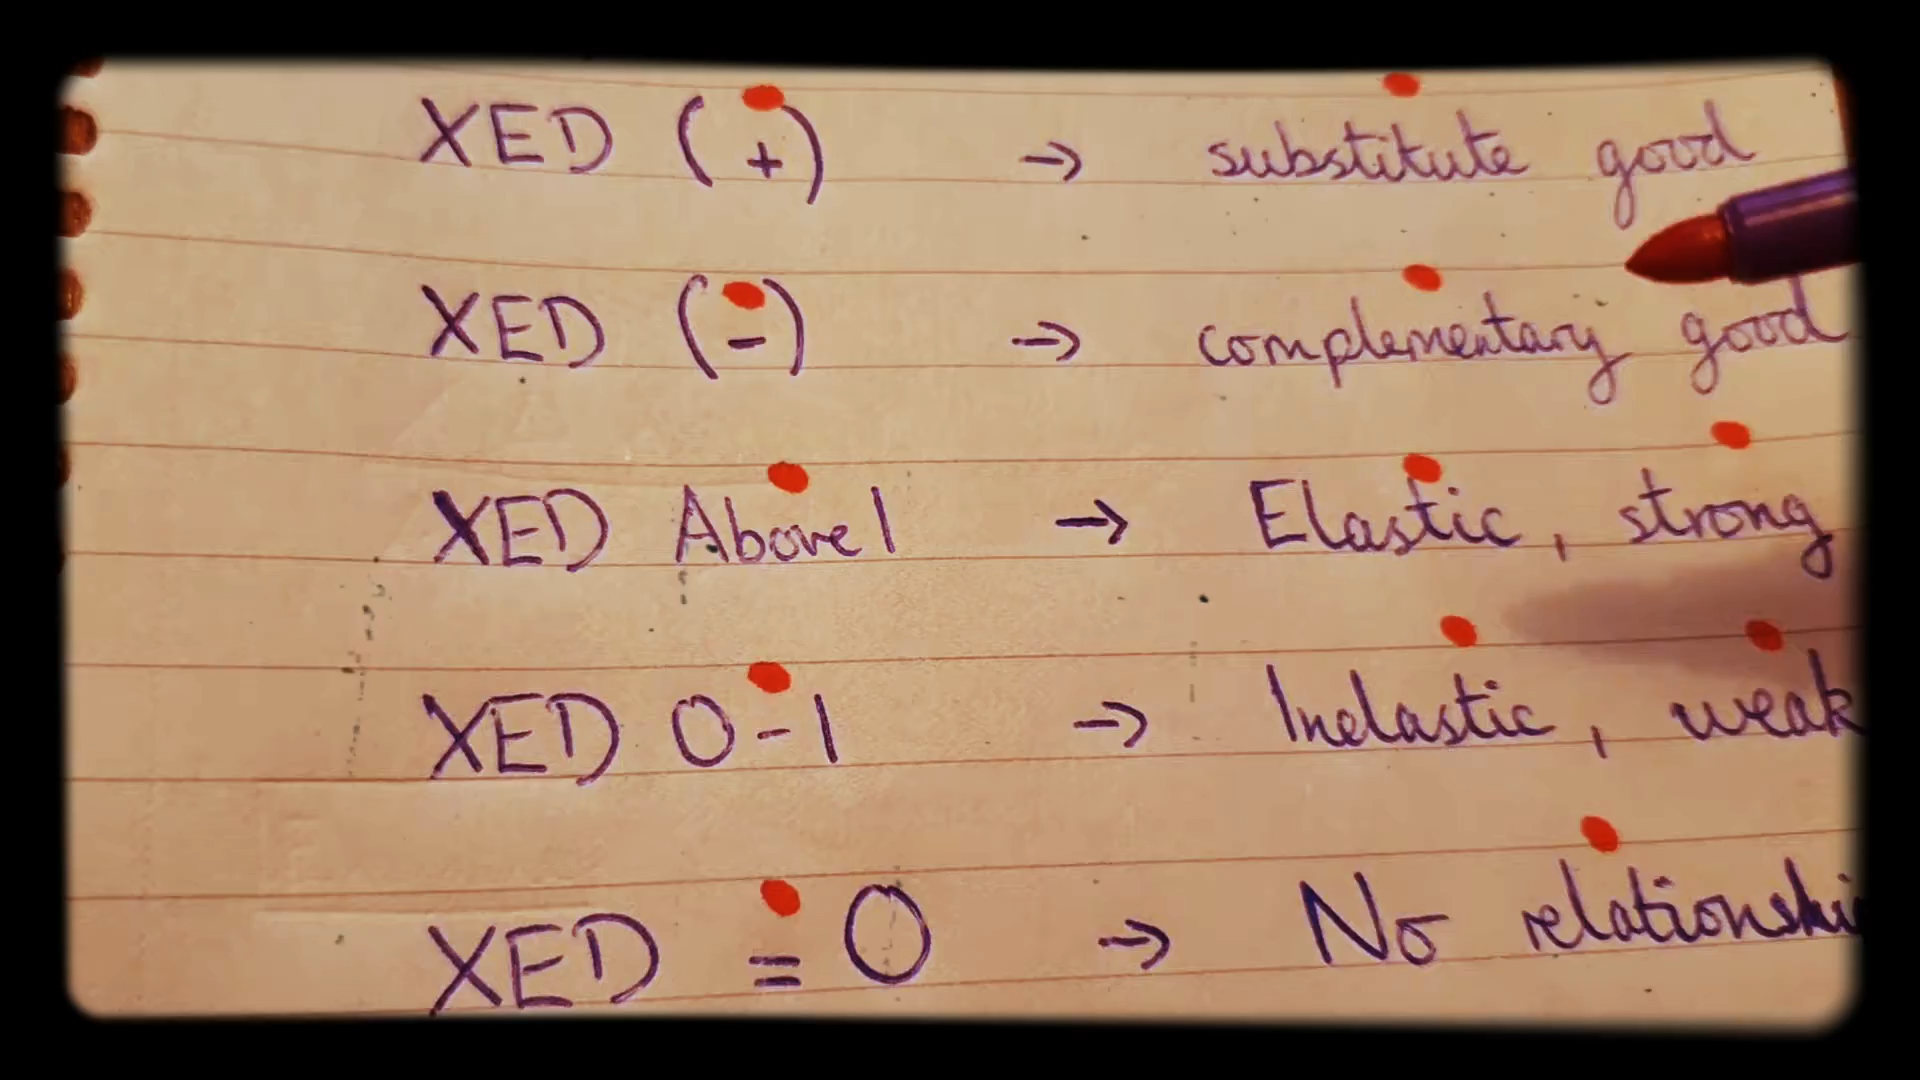 XED (+) → substitute good
XED (-) → complementary good
XED Above 1 → Elastic, strong
XED 0-1 → Inelastic, weak
XED = 0 → No relationshi